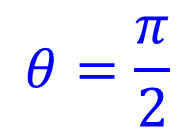 θ = π/2